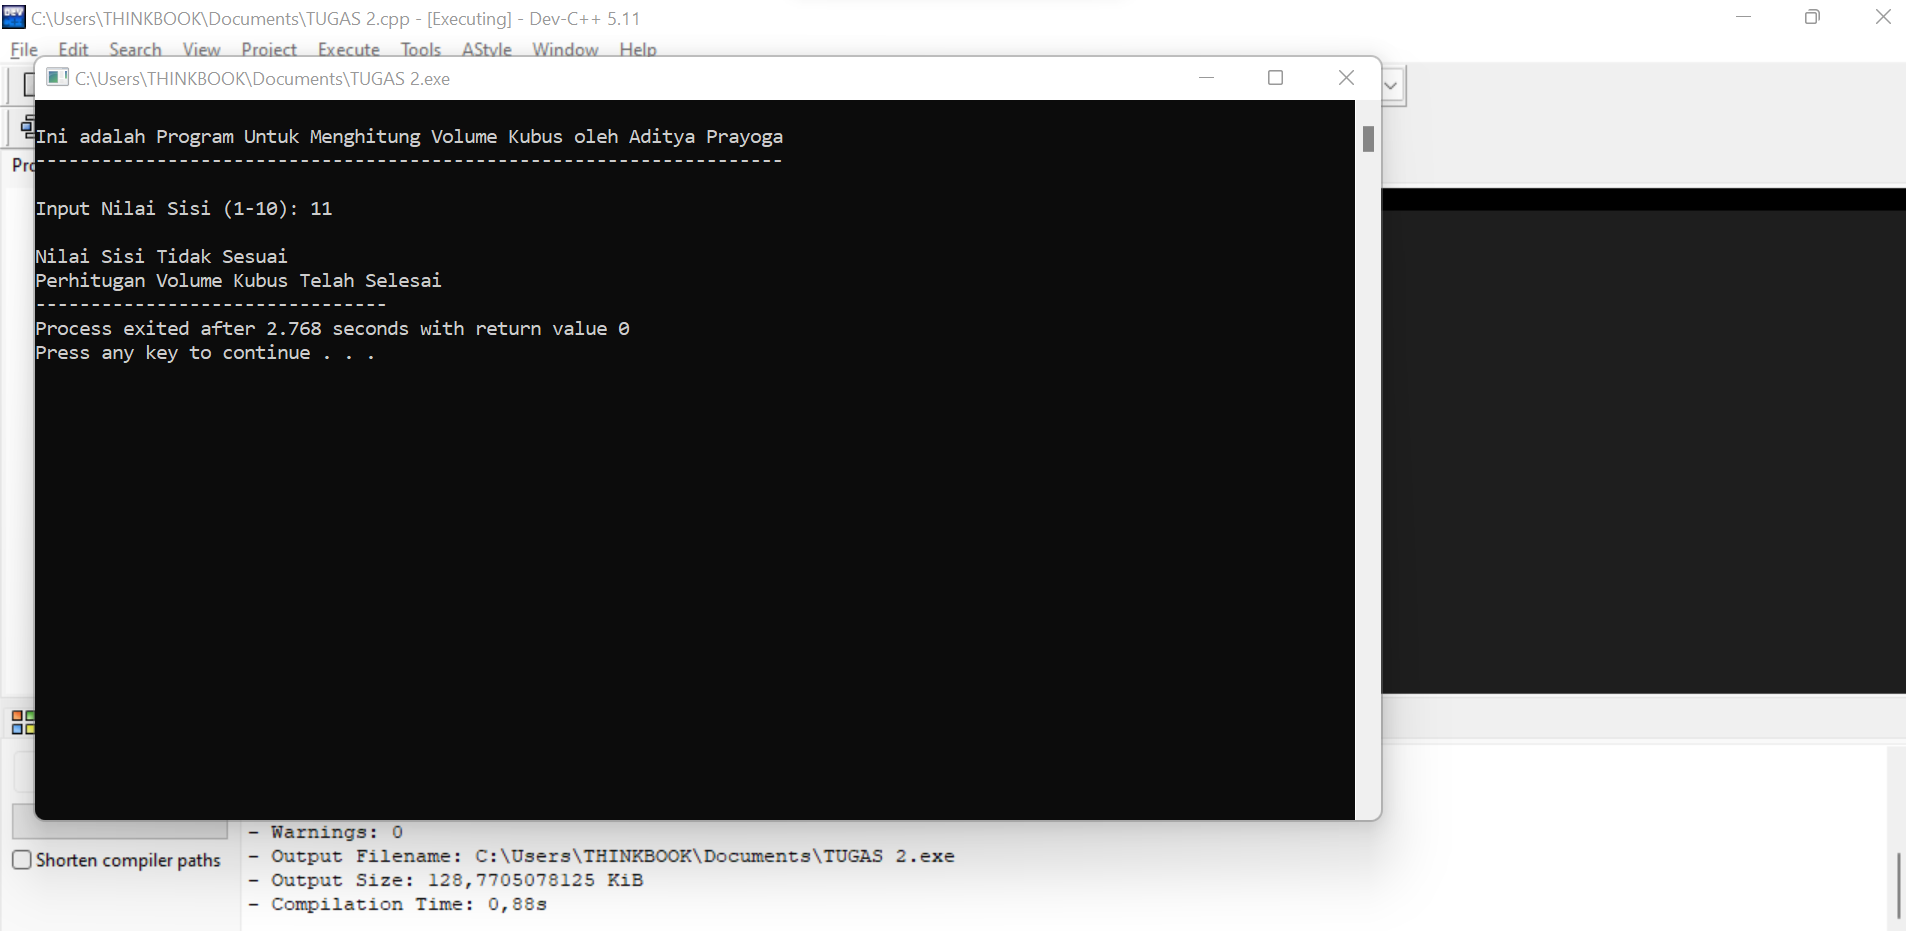 C:\Users\THINKBOOK\Documents\TUGAS 2.cpp - [Executing] - Dev-C++ 5.11
File Edit Search View Project Execute Tools AStyle Window Help
C:\Users\THINKBOOK\Documents\TUGAS 2.exe
Ini adalah Program Untuk Menghitung Volume Kubus oleh Aditya Prayoga
--------------------------------------------------------------------
Input Nilai Sisi (1-10): 11
Nilai Sisi Tidak Sesuai
Perhitugan Volume Kubus Telah Selesai
--------------------------------
Process exited after 2.768 seconds with return value 0
Press any key to continue . . .
- Warnings: 0
Shorten compiler paths
- Output Filename: C:\Users\THINKBOOK\Documents\TUGAS 2.exe
- Output Size: 128,7705078125 KiB
- Compilation Time: 0,88s